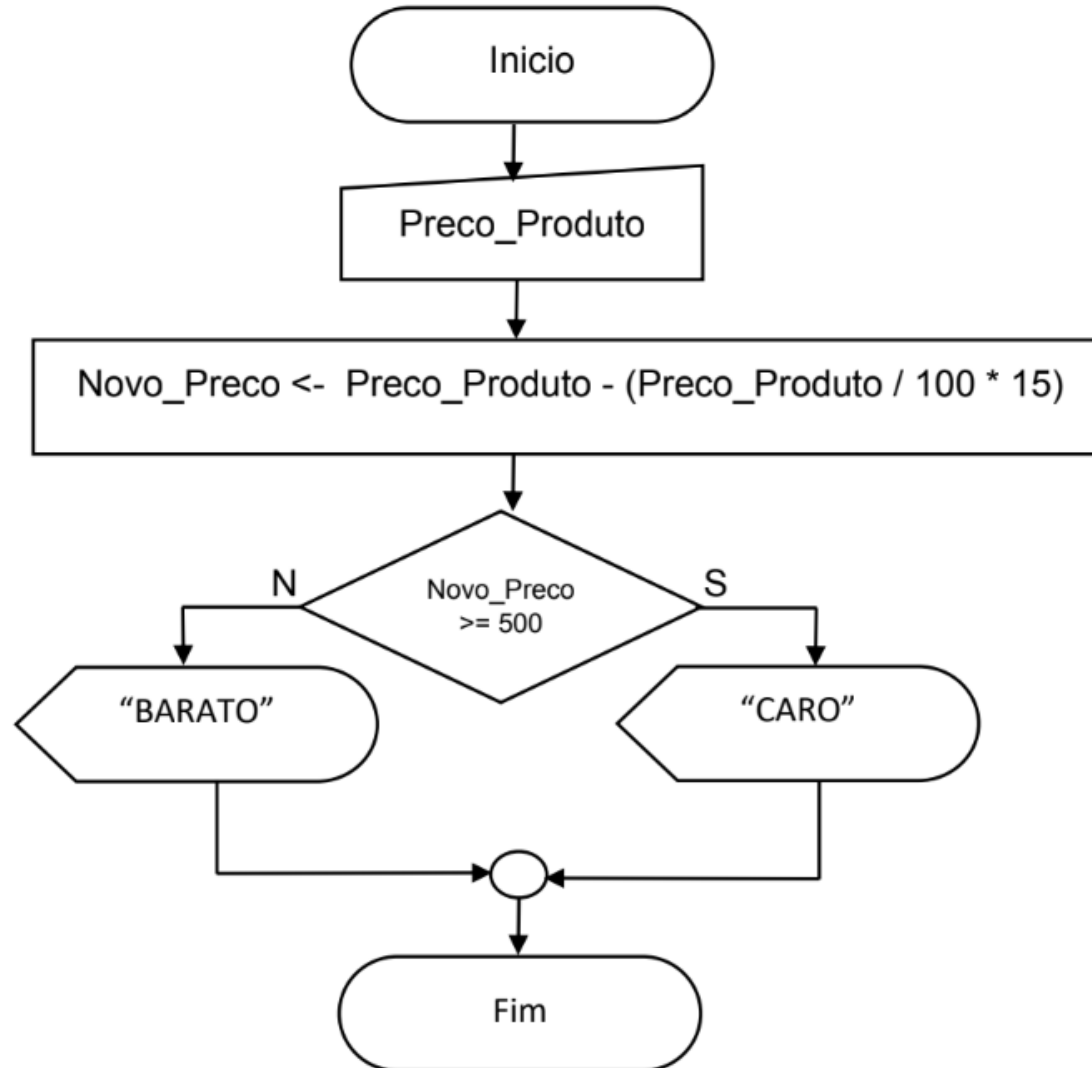 Inicio
Preco_Produto
Novo_Preco <- Preco_Produto - (Preco_Produto / 100 * 15)
N
Novo_Preco
>= 500
S
“BARATO”
“CARO”
Fim